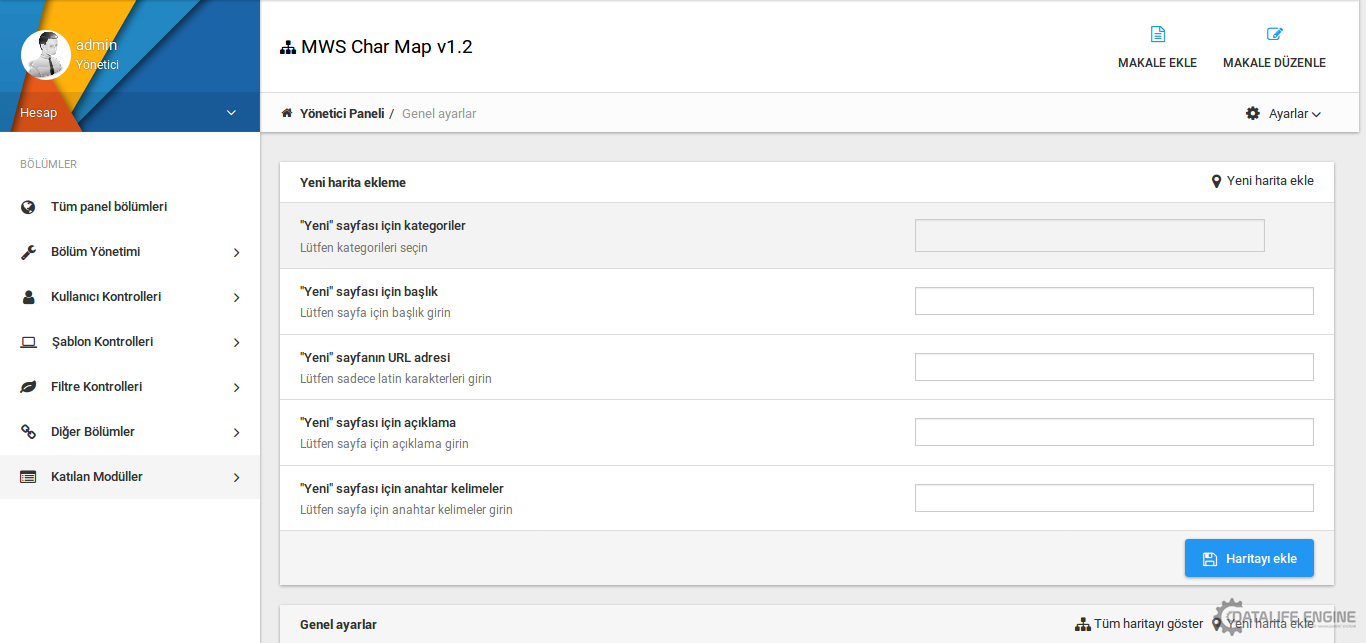 admin
Yönetici
Hesap
MWS Char Map v1.2
MAKALE EKLE
MAKALE DÜZENLE
Yönetici Paneli / Genel ayarlar
Ayarlar
BÖLÜMLER
Tüm panel bölümleri
Bölüm Yönetimi
Kullanıcı Kontrolleri
Şablon Kontrolleri
Filtre Kontrolleri
Diğer Bölümler
Katılan Modüller
Yeni harita ekleme
Yeni harita ekle
"Yeni" sayfası için kategoriler
Lütfen kategorileri seçin
"Yeni" sayfası için başlık
Lütfen sayfa için başlık girin
"Yeni" sayfanın URL adresi
Lütfen sadece latin karakterleri girin
"Yeni" sayfası için açıklama
Lütfen sayfa için açıklama girin
"Yeni" sayfası için anahtar kelimeler
Lütfen sayfa için anahtar kelimeler girin
Haritayı ekle
Genel ayarlar
Tüm haritayı göster
Yeni harita ekle
DATALIFE ENGINE